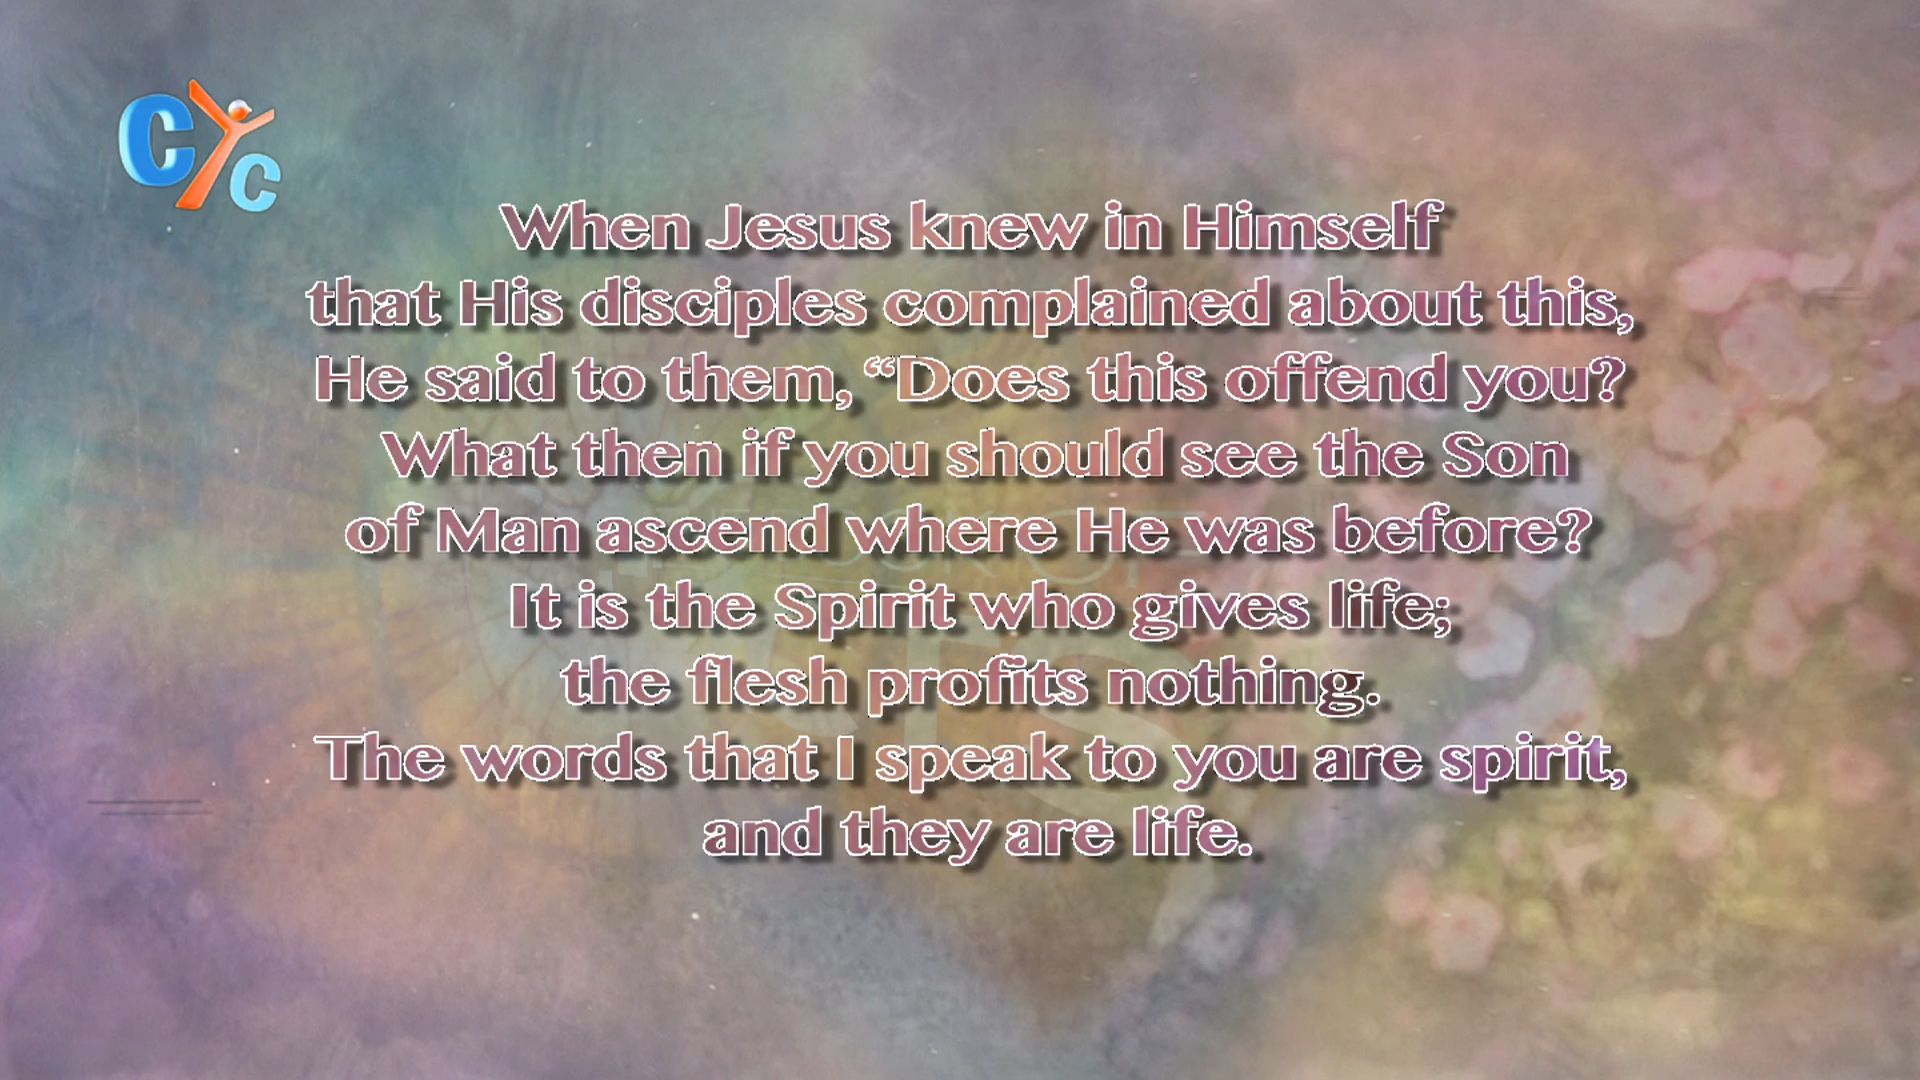 CYC
When Jesus knew in Himself
that His disciples complained about this,
He said to them, “Does this offend you?
What then if you should see the Son
of Man ascend where He was before?
It is the Spirit who gives life;
the flesh profits nothing.
The words that I speak to you are spirit,
and they are life.